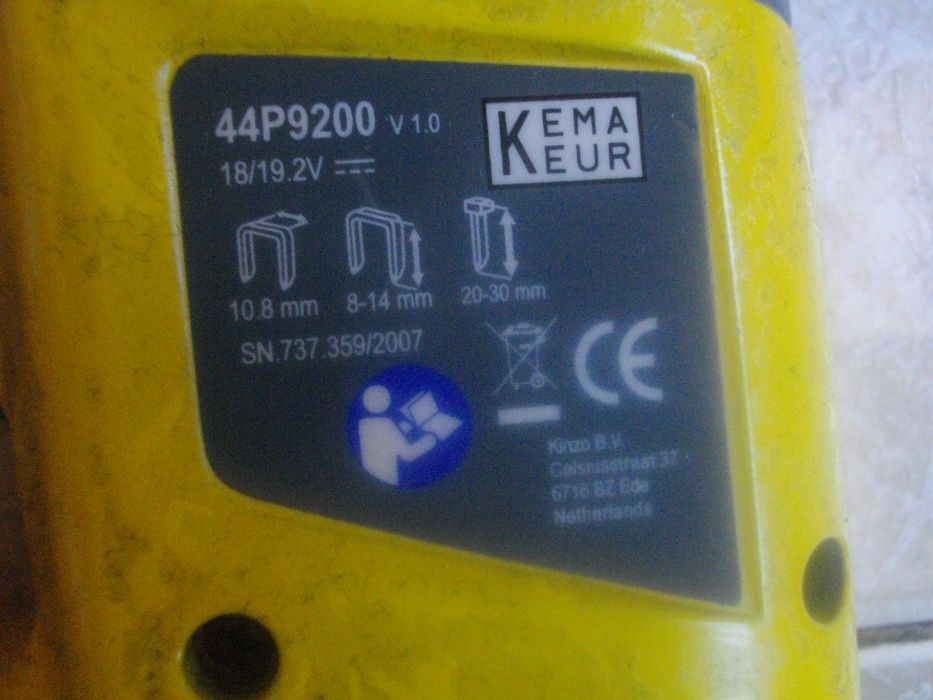 44P9200 V 1.0
KEMA
KEUR
18/19.2V
10.8 mm
8-14 mm
20-30 mm
SN.737.359/2007
CE
Kinzo B.V.
Celsiusstraat 37
6716 BZ Ede
Netherlands